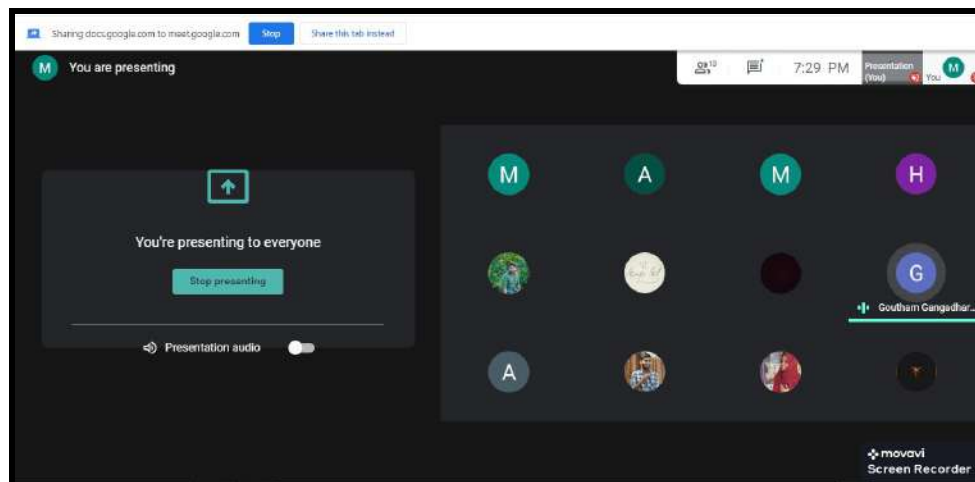 Sharing docs.google.com to meet.google.com Stop Share this tab instead
M You are presenting
7:29 PM
Presentation
(You)
You
M
M A M H
You're presenting to everyone
Stop presenting
G
Goutham Gangadhar...
Presentation audio
A
movavi
Screen Recorder